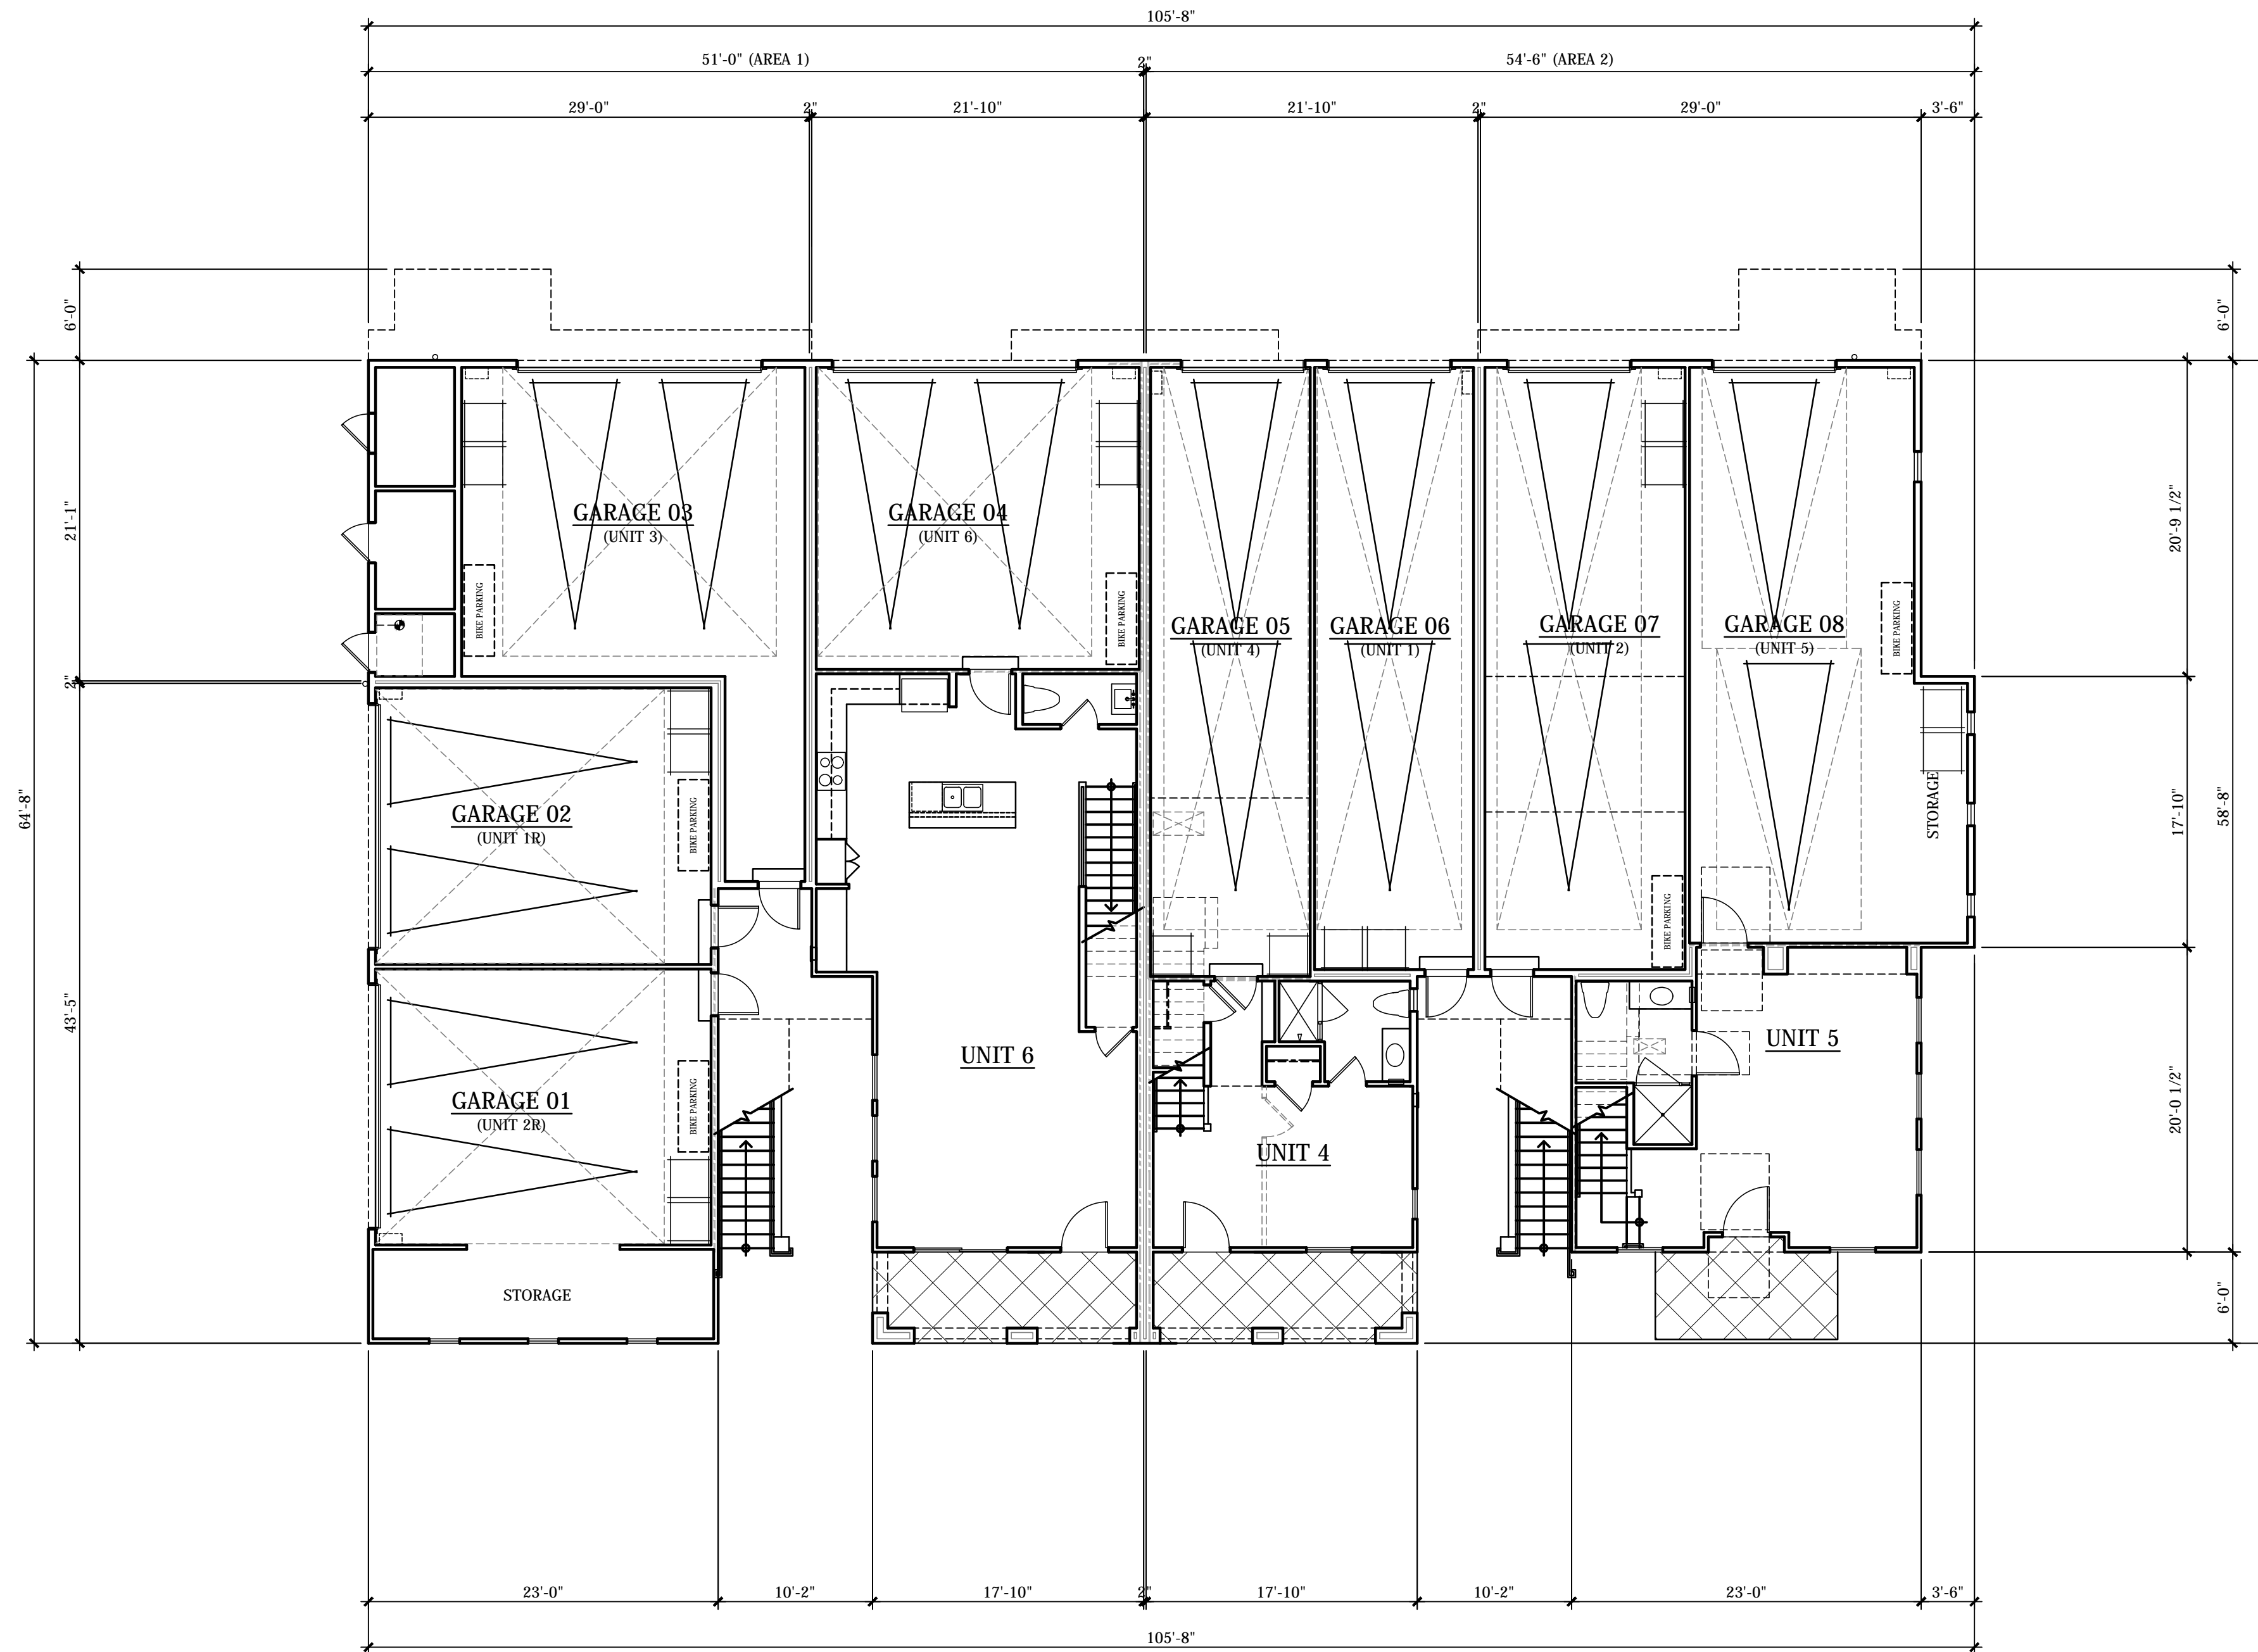 105'-8"
51'-0" (AREA 1)
2"
54'-6" (AREA 2)
29'-0"
2"
21'-10"
21'-10"
2"
29'-0"
3'-6"
6'-0"
6'-0"
21'-1"
20'-9 1/2"
2"
64'-8"
43'-5"
17'-10"
58'-8"
20'-0 1/2"
6'-0"
GARAGE 03
(UNIT 3)
BIKE PARKING
GARAGE 04
(UNIT 6)
BIKE PARKING
GARAGE 05
(UNIT 4)
GARAGE 06
(UNIT 1)
GARAGE 07
(UNIT 2)
BIKE PARKING
GARAGE 08
(UNIT 5)
BIKE PARKING
STORAGE
GARAGE 02
(UNIT 1R)
BIKE PARKING
GARAGE 01
(UNIT 2R)
BIKE PARKING
STORAGE
UNIT 6
UNIT 4
UNIT 5
23'-0"
10'-2"
17'-10"
2"
17'-10"
10'-2"
23'-0"
3'-6"
105'-8"